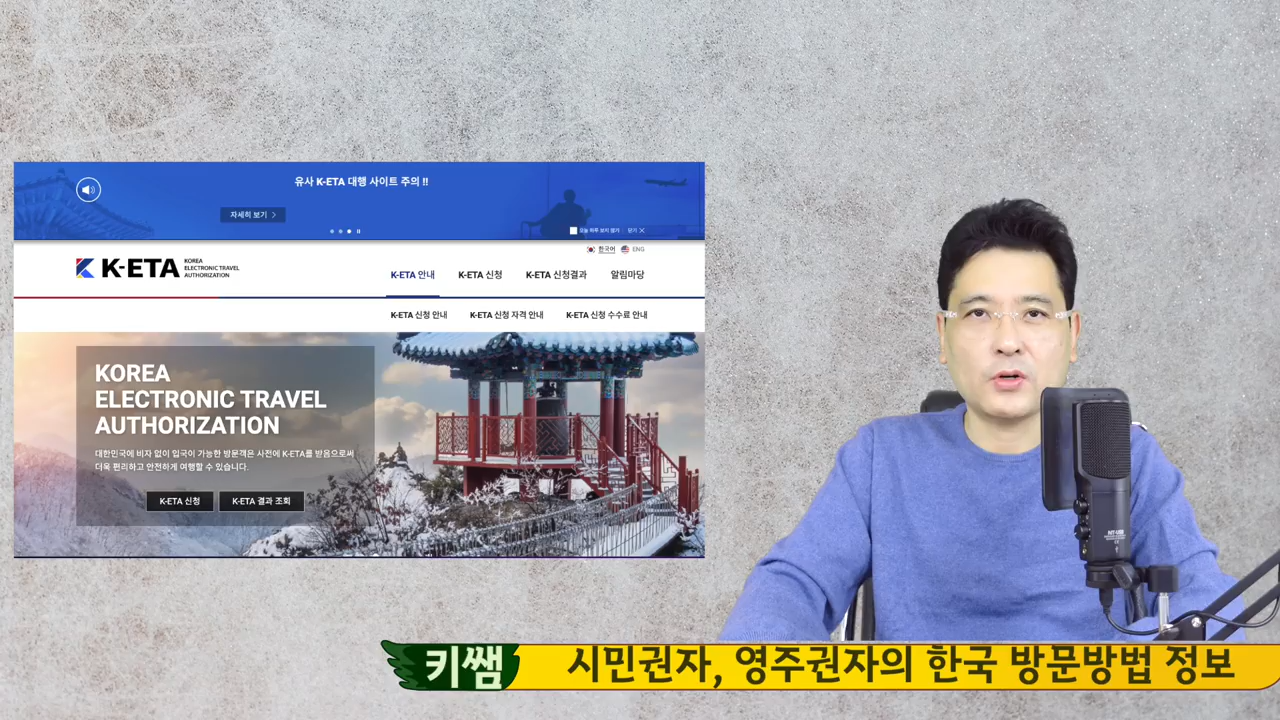 유사 K-ETA 대행 사이트 주의 !!
자세히 보기 >
오늘 하루 보지 않기 닫기 ×
한국어 ENG
K-ETA
KOREA
ELECTRONIC TRAVEL
AUTHORIZATION
K-ETA 안내 K-ETA 신청 K-ETA 신청결과 알림마당
K-ETA 신청 안내 K-ETA 신청 자격 안내 K-ETA 신청 수수료 안내
KOREA
ELECTRONIC TRAVEL
AUTHORIZATION
대한민국에 비자 없이 입국이 가능한 방문객은 사전에 K-ETA를 받음으로써
더욱 편리하고 안전하게 여행할 수 있습니다.
K-ETA 신청 K-ETA 결과 조회
키쌤
시민권자, 영주권자의 한국 방문방법 정보